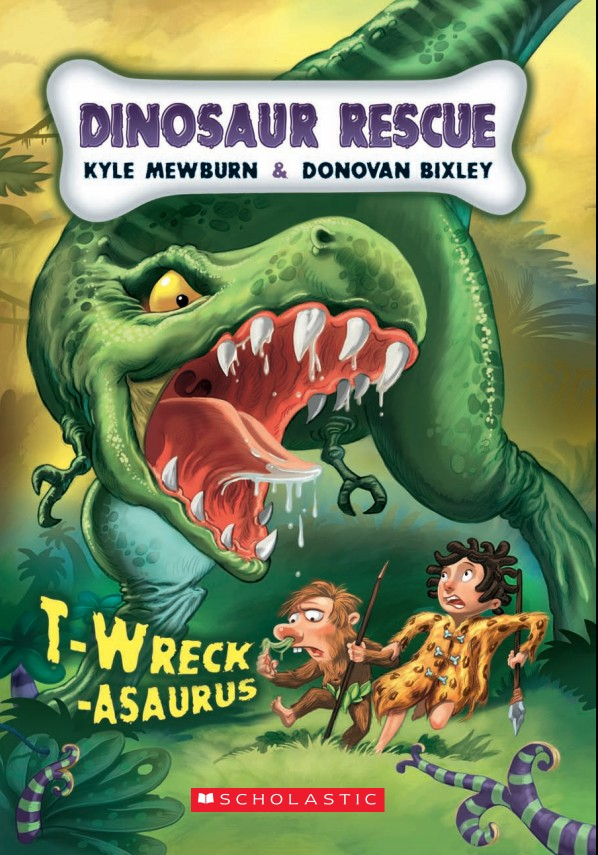 DINOSAUR RESCUE
KYLE MEWBURN & DONOVAN BIXLEY
T-WRECK
-ASAURUS
SCHOLASTIC